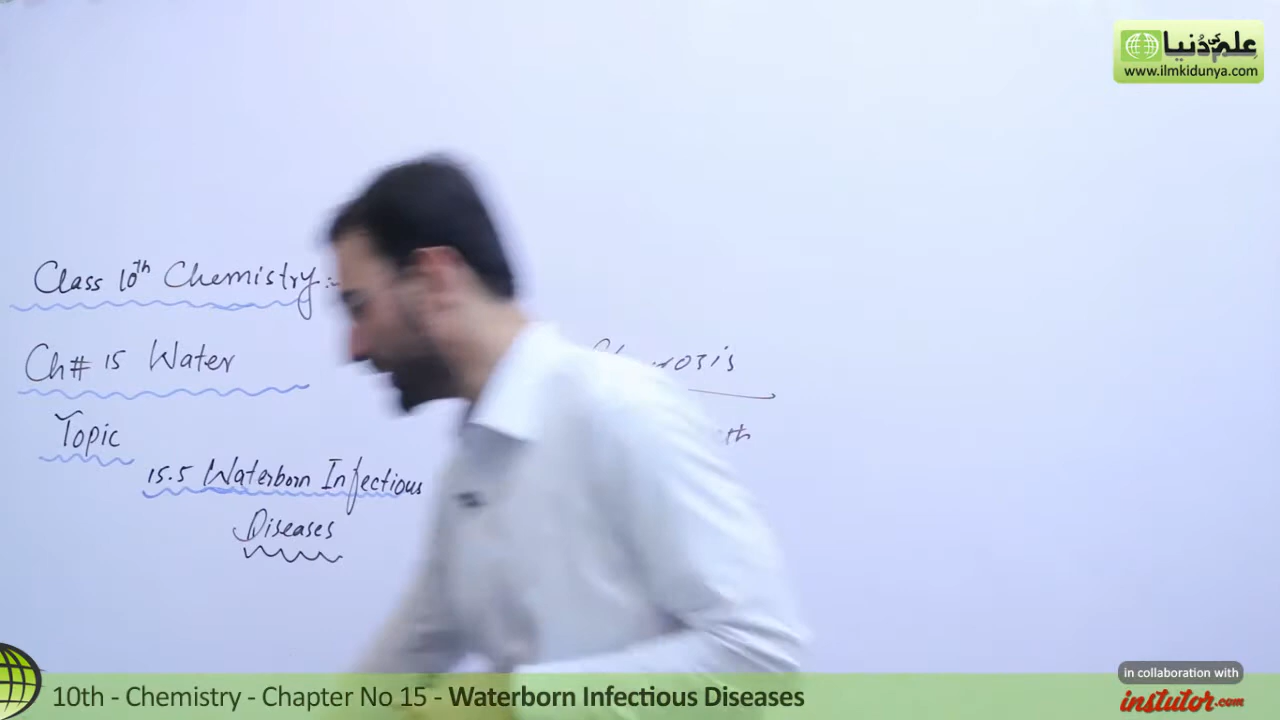 علم کی دُنیا
www.ilmkidunya.com
Class 10th Chemistry:-
Ch# 15 Water
Topic
15.5 Waterborn Infectious
Diseases
10th - Chemistry - Chapter No 15 - Waterborn Infectious Diseases
in collaboration with
instutor.com